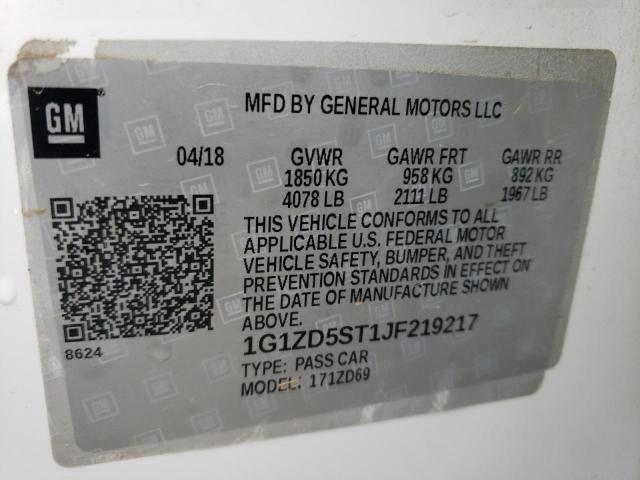 GM
MFD BY GENERAL MOTORS LLC
04/18 GVWR GAWR FRT GAWR RR
1850 KG 958 KG 892 KG
4078 LB 2111 LB 1967 LB
THIS VEHICLE CONFORMS TO ALL
APPLICABLE U.S. FEDERAL MOTOR
VEHICLE SAFETY, BUMPER, AND THEFT
PREVENTION STANDARDS IN EFFECT ON
THE DATE OF MANUFACTURE SHOWN
ABOVE.
8624
1G1ZD5ST1JF219217
TYPE: PASS CAR
MODEL: 171ZD69